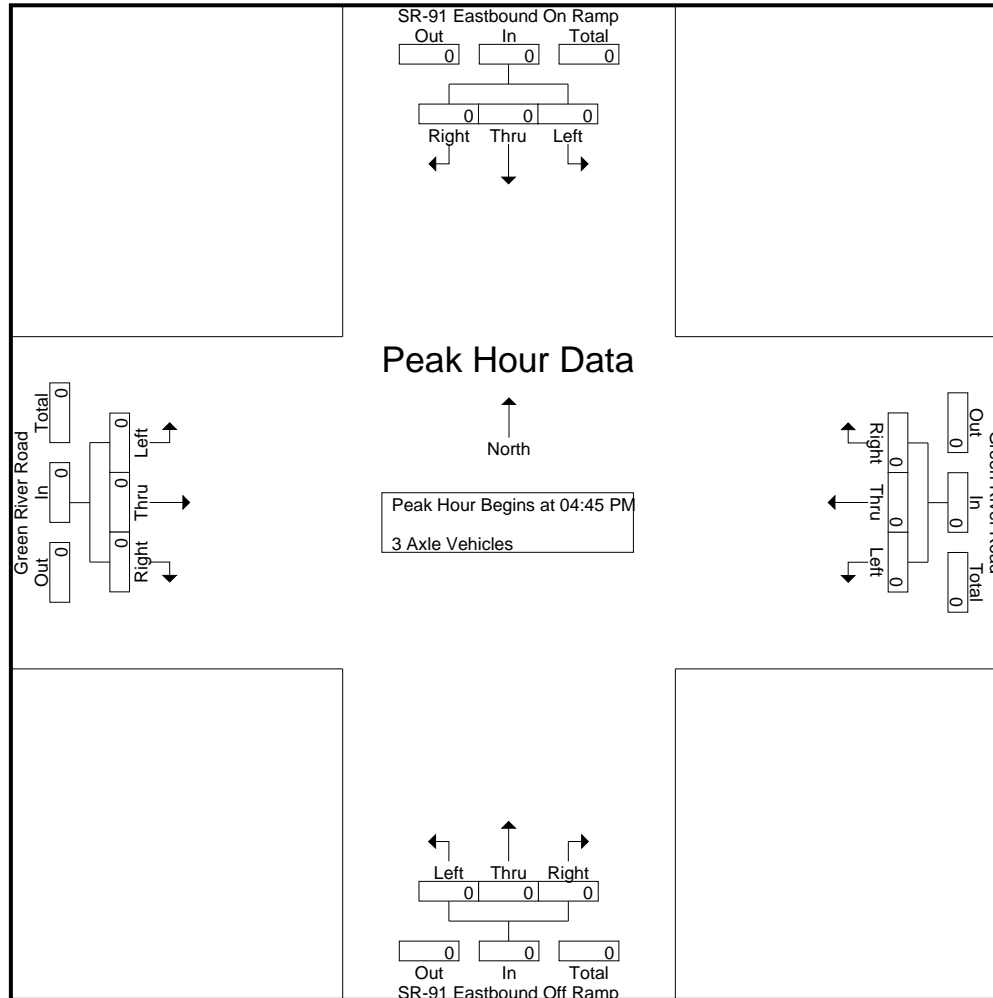 SR-91 Eastbound On Ramp
Out In Total
0 0 0
0 0 0
Right Thru Left
Peak Hour Data
North
Peak Hour Begins at 04:45 PM
3 Axle Vehicles
Green River Road
Total In Out
0 0 0
0 0 0
Left Thru Right
Green River Road
Out In Total
0 0 0
0 0 0
Right Thru Left
Left Thru Right
0 0 0
0 0 0
Out In Total
SR-91 Eastbound Off Ramp